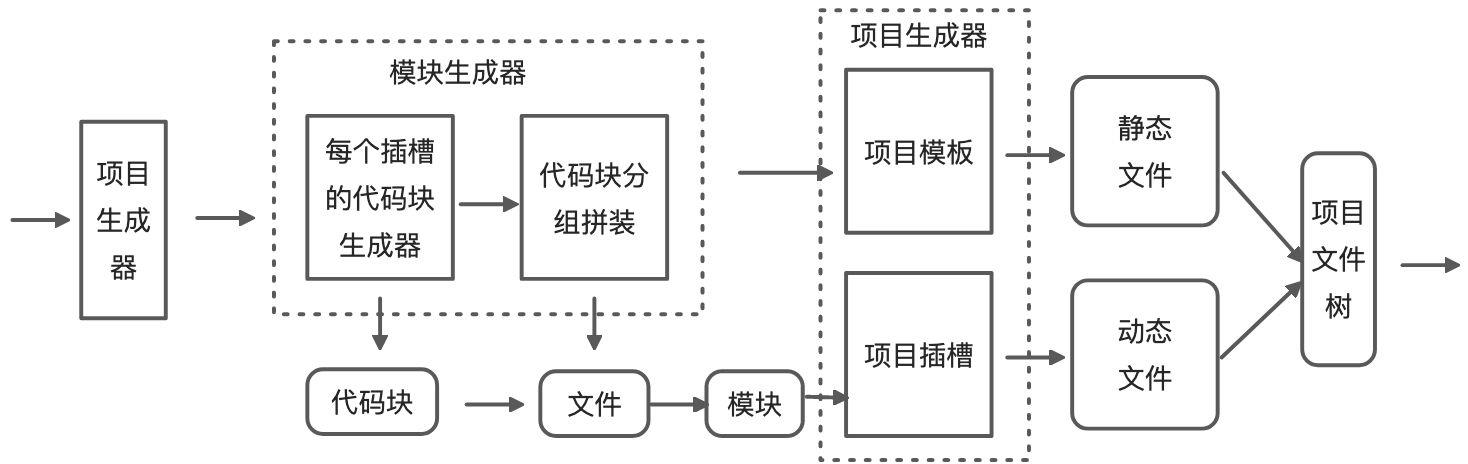 项目
生成
器
模块生成器
每个插槽
的代码块
生成器
代码块分
组拼装
代码块
文件
模块
项目生成器
项目模板
项目插槽
静态
文件
动态
文件
项目
文件
树